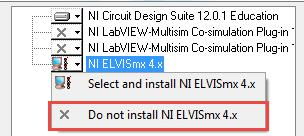 NI Circuit Design Suite 12.0.1 Education
NI LabVIEW-Multisim Co-simulation Plug-in
NI LabVIEW-Multisim Co-simulation Plug-in 1
NI ELVISmx 4.x
Select and install NI ELVISmx 4.x
Do not install NI ELVISmx 4.x